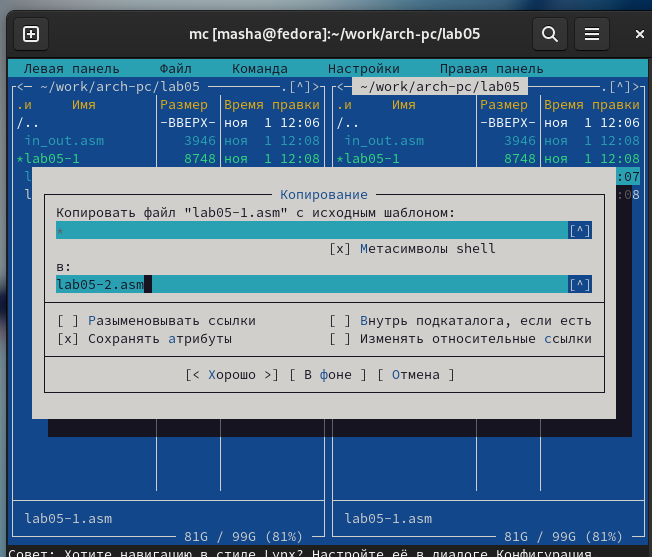 mc [masha@fedora]:~/work/arch-pc/lab05
Левая панель Файл Команда Настройки Правая панель
<— ~/work/arch-pc/lab05 .[^]> <— ~/work/arch-pc/lab05 .[^]>
.и Имя Размер Время правки .и Имя Размер Время правки
/.. -ВВЕРХ- ноя 1 12:06 /.. -ВВЕРХ- ноя 1 12:06
in_out.asm 3946 ноя 1 12:08 in_out.asm 3946 ноя 1 12:08
*lab05-1 8748 ноя 1 12:08 *lab05-1 8748 ноя 1 12:08
:07
:08
Копирование
Копировать файл "lab05-1.asm" с исходным шаблоном:
* [^]
[x] Метасимволы shell
в:
lab05-2.asm [^]
[ ] Разыменовывать ссылки [ ] Внутрь подкаталога, если есть
[x] Сохранять атрибуты [ ] Изменять относительные ссылки
[< Хорошо >] [ В фоне ] [ Отмена ]
lab05-1.asm lab05-1.asm
81G / 99G (81%) 81G / 99G (81%)
Совет: Хотите навигацию в стиле Lynx? Настройте её в диалоге Конфигурация